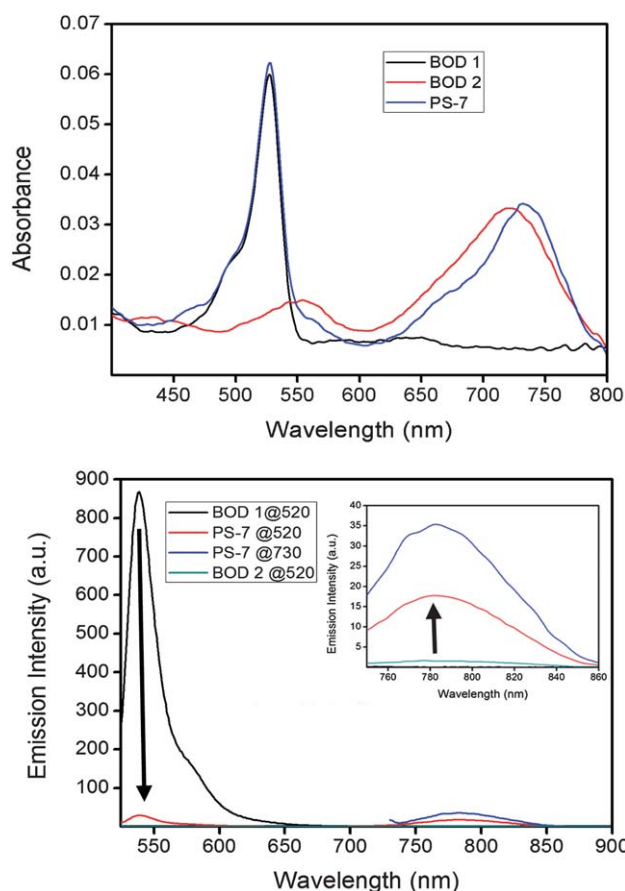 0.07
0.06
0.05
0.04
0.03
0.02
0.01
Absorbance
BOD 1
BOD 2
PS-7
450 500 550 600 650 700 750 800
Wavelength (nm)
900
800
700
600
500
400
300
200
100
Emission Intensity (a.u.)
BOD 1@520
PS-7 @520
PS-7 @730
BOD 2 @520
40
35
30
25
20
15
10
5
Emission Intensity (a.u.)
760 780 800 820 840 860
Wavelength (nm)
550 600 650 700 750 800 850 900
Wavelength (nm)